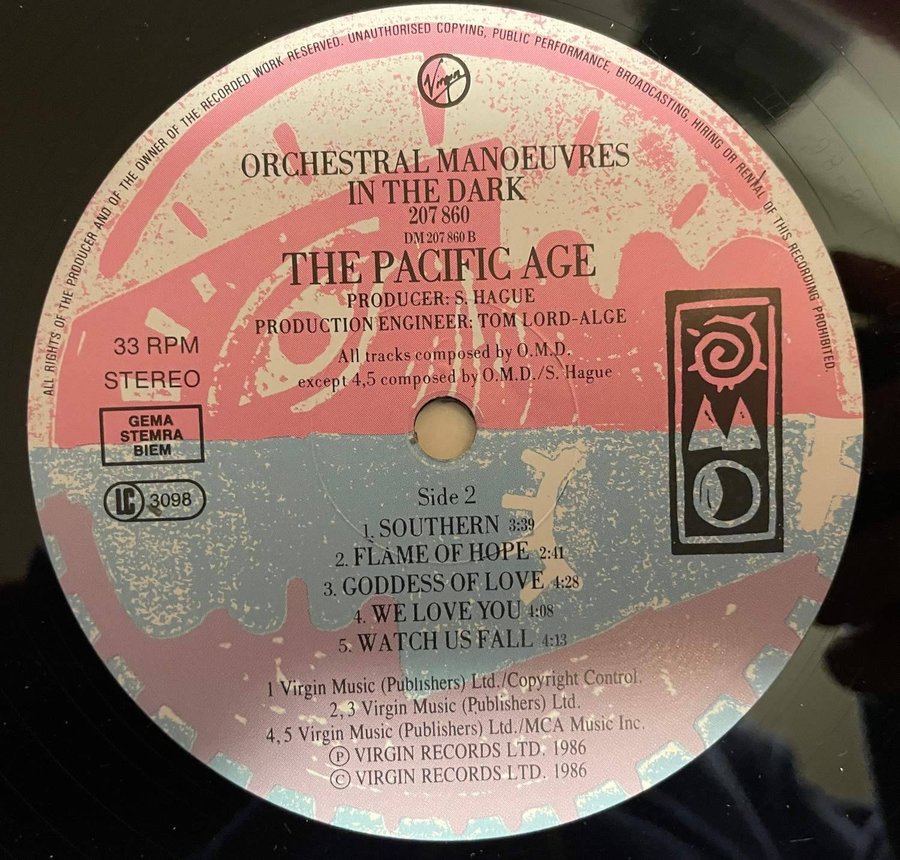 ALL RIGHTS OF THE PRODUCER AND OF THE OWNER OF THE RECORDED WORK RESERVED. UNAUTHORISED COPYING, PUBLIC PERFORMANCE, BROADCASTING, HIRING OR RENTAL OF THIS RECORDING PROHIBITED.
Virgin
ORCHESTRAL MANOEUVRES
IN THE DARK
207 860
DM 207 860 B
THE PACIFIC AGE
PRODUCER: S. HAGUE
PRODUCTION ENGINEER: TOM LORD-ALGE
All tracks composed by O.M.D.
except 4,5 composed by O.M.D./S. Hague
33 RPM
STEREO
GEMA
STEMRA
BIEM
LC 3098
OMD
Side 2
1. SOUTHERN 3:39
2. FLAME OF HOPE 2:41
3. GODDESS OF LOVE 4:28
4. WE LOVE YOU 4:08
5. WATCH US FALL 4:13
1 Virgin Music (Publishers) Ltd./Copyright Control.
2, 3 Virgin Music (Publishers) Ltd.
4, 5 Virgin Music (Publishers) Ltd./MCA Music Inc.
Ⓟ VIRGIN RECORDS LTD. 1986
© VIRGIN RECORDS LTD. 1986